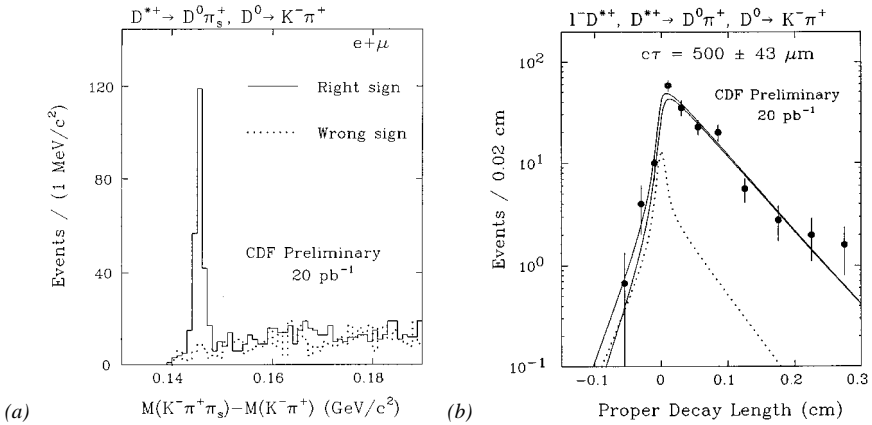 D*+→ D⁰πₛ⁺, D⁰→ K⁻π⁺
e+μ
Right sign
Wrong sign
CDF Preliminary
20 pb⁻¹
Events / (1 MeV/c²)
120
80
40
0
0.14
0.16
0.18
M(K⁻π⁺πₛ)−M(K⁻π⁺) (GeV/c²)
(a)
l⁻D*+, D*+→ D⁰π⁺, D⁰→ K⁻π⁺
cτ = 500 ± 43 μm
CDF Preliminary
20 pb⁻¹
Events / 0.02 cm
10²
10¹
10⁰
10⁻¹
-0.1
0
0.1
0.2
0.3
Proper Decay Length (cm)
(b)